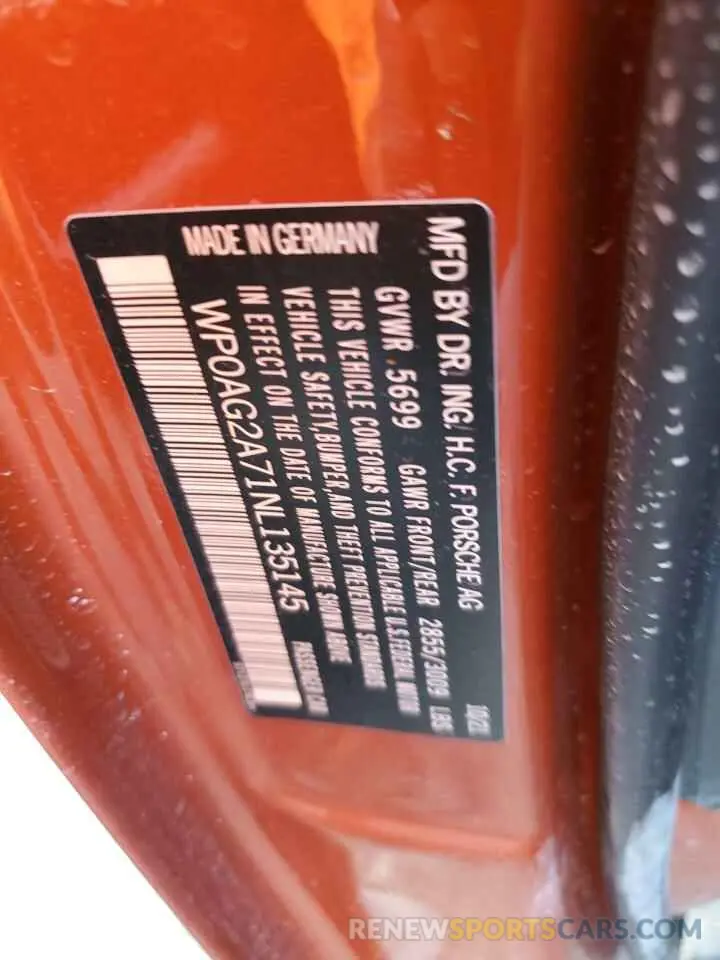 MFD BY DR. ING. H.C. F. PORSCHE AG 10/21
GVWR 5699 GAWR FRONT/REAR 2855/3009 LBS
THIS VEHICLE CONFORMS TO ALL APPLICABLE U.S. FEDERAL MOTOR
VEHICLE SAFETY, BUMPER, AND THEFT PREVENTION STANDARDS
IN EFFECT ON THE DATE OF MANUFACTURE SHOWN ABOVE
WP0AG2A71NL135145 PASSENGER CAR
MADE IN GERMANY
RENEWSPORTSCARS.COM